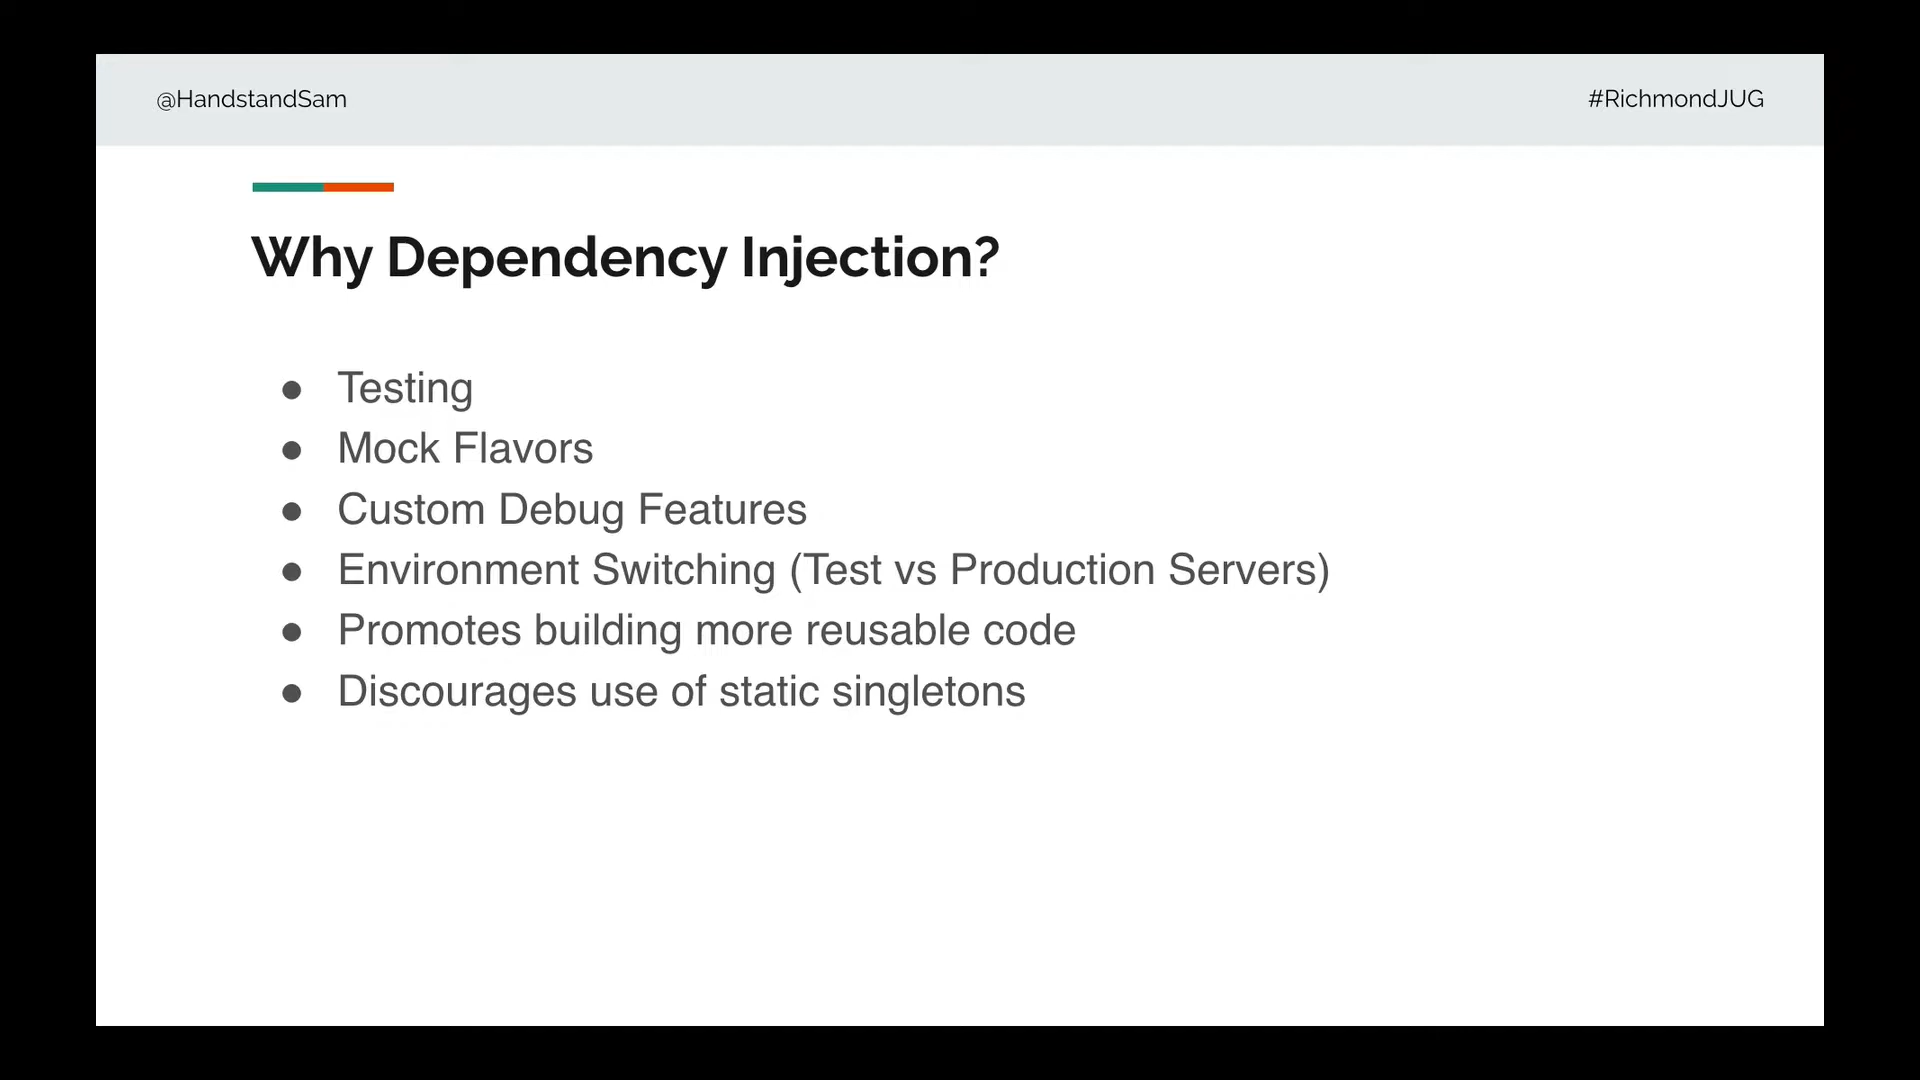 @HandstandSam
#RichmondJUG
Why Dependency Injection?
● Testing
● Mock Flavors
● Custom Debug Features
● Environment Switching (Test vs Production Servers)
● Promotes building more reusable code
● Discourages use of static singletons